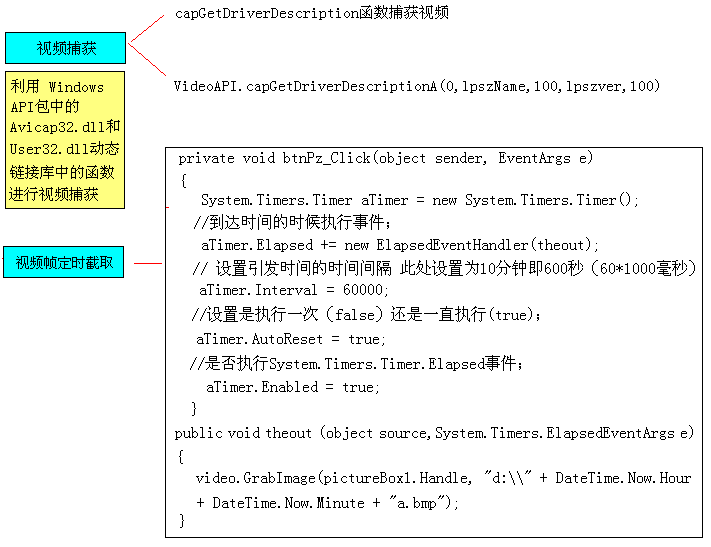 capGetDriverDescription函数捕获视频
视频捕获
VideoAPI.capGetDriverDescriptionA(0,lpszName,100,lpszver,100)
利用 Windows
API包中的
Avicap32.dll和
User32.dll动态
链接库中的函数
进行视频捕获
视频帧定时截取
private void btnPz_Click(object sender, EventArgs e)
{
System.Timers.Timer aTimer = new System.Timers.Timer();
//到达时间的时候执行事件;
aTimer.Elapsed += new ElapsedEventHandler(theout);
// 设置引发时间的时间间隔 此处设置为10分钟即600秒（60*1000毫秒）
aTimer.Interval = 60000;
//设置是执行一次（false）还是一直执行(true);
aTimer.AutoReset = true;
//是否执行System.Timers.Timer.Elapsed事件;
aTimer.Enabled = true;
}
public void theout (object source,System.Timers.ElapsedEventArgs e)
{
video.GrabImage(pictureBox1.Handle, "d:\\" + DateTime.Now.Hour
+ DateTime.Now.Minute + "a.bmp");
}